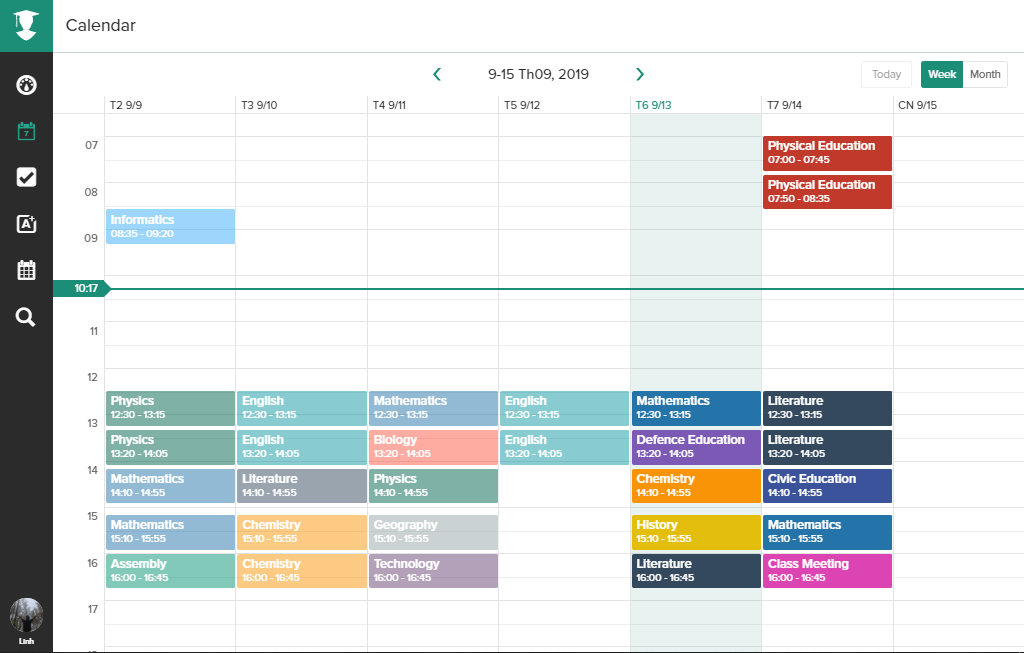 Calendar
9-15 Th09, 2019
Today
Week
Month
T2 9/9
T3 9/10
T4 9/11
T5 9/12
T6 9/13
T7 9/14
CN 9/15
07
Physical Education
07:00 - 07:45
08
Physical Education
07:50 - 08:35
Informatics
08:35 - 09:20
09
10:17
11
12
Physics
12:30 - 13:15
English
12:30 - 13:15
Mathematics
12:30 - 13:15
English
12:30 - 13:15
Mathematics
12:30 - 13:15
Literature
12:30 - 13:15
13
Physics
13:20 - 14:05
English
13:20 - 14:05
Biology
13:20 - 14:05
English
13:20 - 14:05
Defence Education
13:20 - 14:05
Literature
13:20 - 14:05
14
Mathematics
14:10 - 14:55
Literature
14:10 - 14:55
Physics
14:10 - 14:55
Chemistry
14:10 - 14:55
Civic Education
14:10 - 14:55
15
Mathematics
15:10 - 15:55
Chemistry
15:10 - 15:55
Geography
15:10 - 15:55
History
15:10 - 15:55
Mathematics
15:10 - 15:55
16
Assembly
16:00 - 16:45
Chemistry
16:00 - 16:45
Technology
16:00 - 16:45
Literature
16:00 - 16:45
Class Meeting
16:00 - 16:45
17
7
A+
Linh